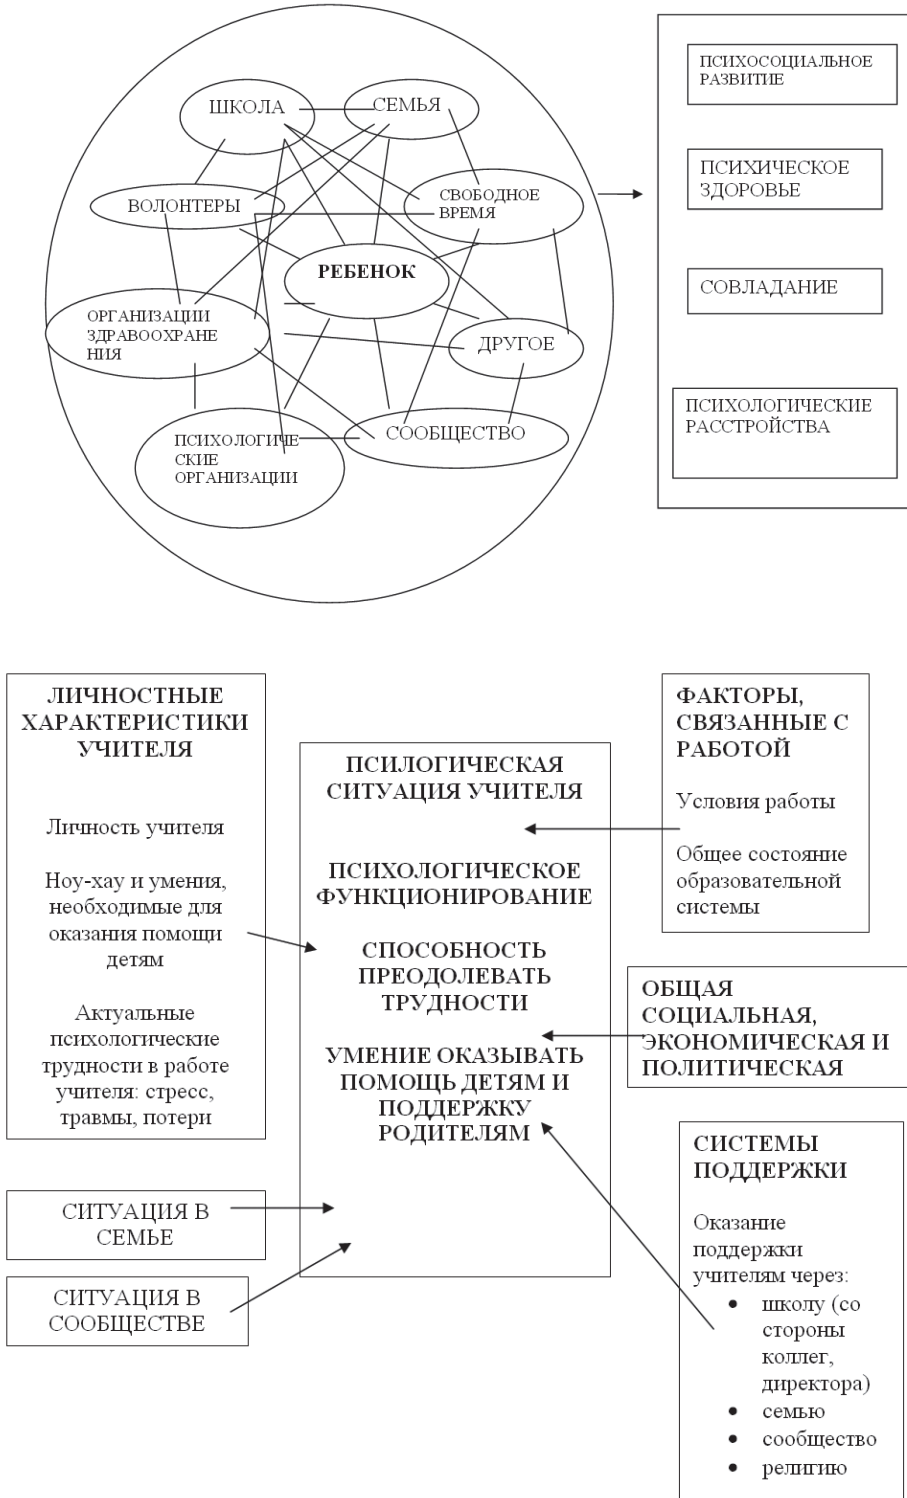 ШКОЛА
СЕМЬЯ
ВОЛОНТЕРЫ
СВОБОДНОЕ
ВРЕМЯ
РЕБЕНОК
ОРГАНИЗАЦИИ
ЗДРАВООХРАНЕ
НИЯ
ДРУГОЕ
ПСИХОЛОГИЧЕ
СКИЕ
ОРГАНИЗАЦИИ
СООБЩЕСТВО
ПСИХОСОЦИАЛЬНОЕ
РАЗВИТИЕ
ПСИХИЧЕСКОЕ
ЗДОРОВЬЕ
СОВЛАДАНИЕ
ПСИХОЛОГИЧЕСКИЕ
РАССТРОЙСТВА
ЛИЧНОСТНЫЕ
ХАРАКТЕРИСТИКИ
УЧИТЕЛЯ
Личность учителя
Ноу-хау и умения,
необходимые для
оказания помощи
детям
Актуальные
психологические
трудности в работе
учителя: стресс,
травмы, потери
СИТУАЦИЯ В
СЕМЬЕ
СИТУАЦИЯ В
СООБЩЕСТВЕ
ПСИЛОГИЧЕСКАЯ
СИТУАЦИЯ УЧИТЕЛЯ
ПСИХОЛОГИЧЕСКОЕ
ФУНКЦИОНИРОВАНИЕ
СПОСОБНОСТЬ
ПРЕОДОЛЕВАТЬ
ТРУДНОСТИ
УМЕНИЕ ОКАЗЫВАТЬ
ПОМОЩЬ ДЕТЯМ И
ПОДДЕРЖКУ
РОДИТЕЛЯМ
ФАКТОРЫ,
СВЯЗАННЫЕ С
РАБОТОЙ
Условия работы
Общее состояние
образовательной
системы
ОБЩАЯ
СОЦИАЛЬНАЯ,
ЭКОНОМИЧЕСКАЯ И
ПОЛИТИЧЕСКАЯ
СИСТЕМЫ
ПОДДЕРЖКИ
Оказание
поддержки
учителям через:
• школу (со
стороны
коллег,
директора)
• семью
• сообщество
• религию